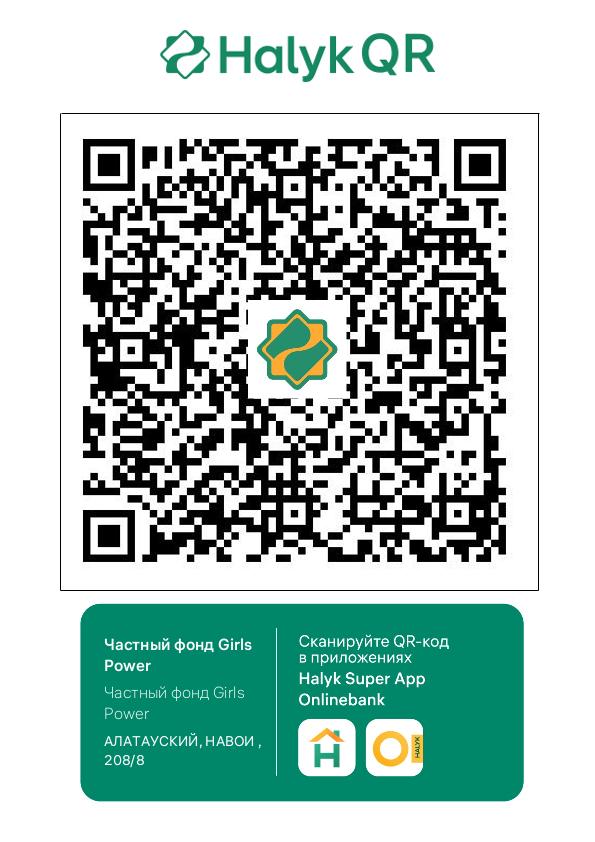 Halyk QR
Частный фонд Girls
Power
Частный фонд Girls
Power
АЛАТАУСКИЙ, НАВОИ ,
208/8
Сканируйте QR-код
в приложениях
Halyk Super App
Onlinebank
HALYK